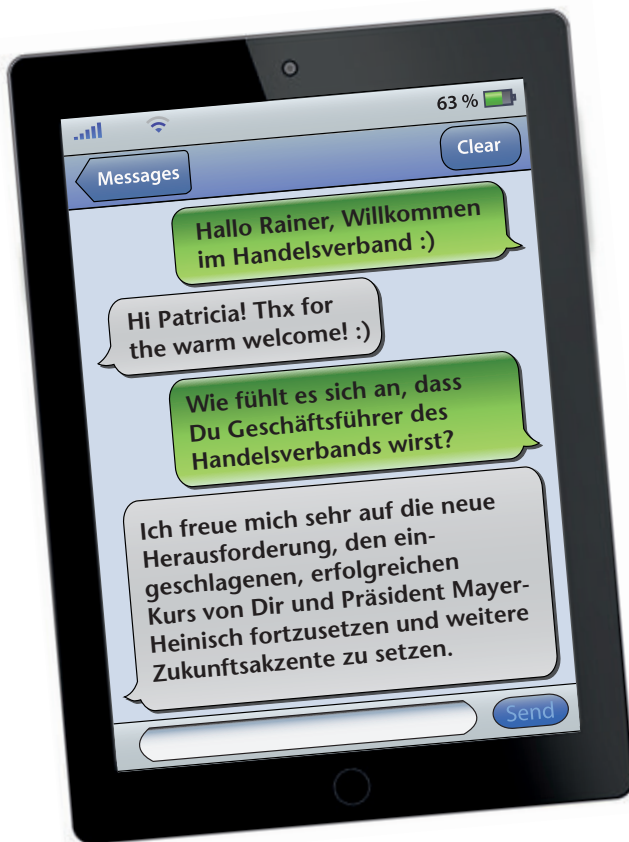 63 %
Messages
Clear
Hallo Rainer, Willkommen
im Handelsverband :)
Hi Patricia! Thx for
the warm welcome! :)
Wie fühlt es sich an, dass
Du Geschäftsführer des
Handelsverbands wirst?
Ich freue mich sehr auf die neue
Herausforderung, den ein-
geschlagenen, erfolgreichen
Kurs von Dir und Präsident Mayer-
Heinisch fortzusetzen und weitere
Zukunftsakzente zu setzen.
Send